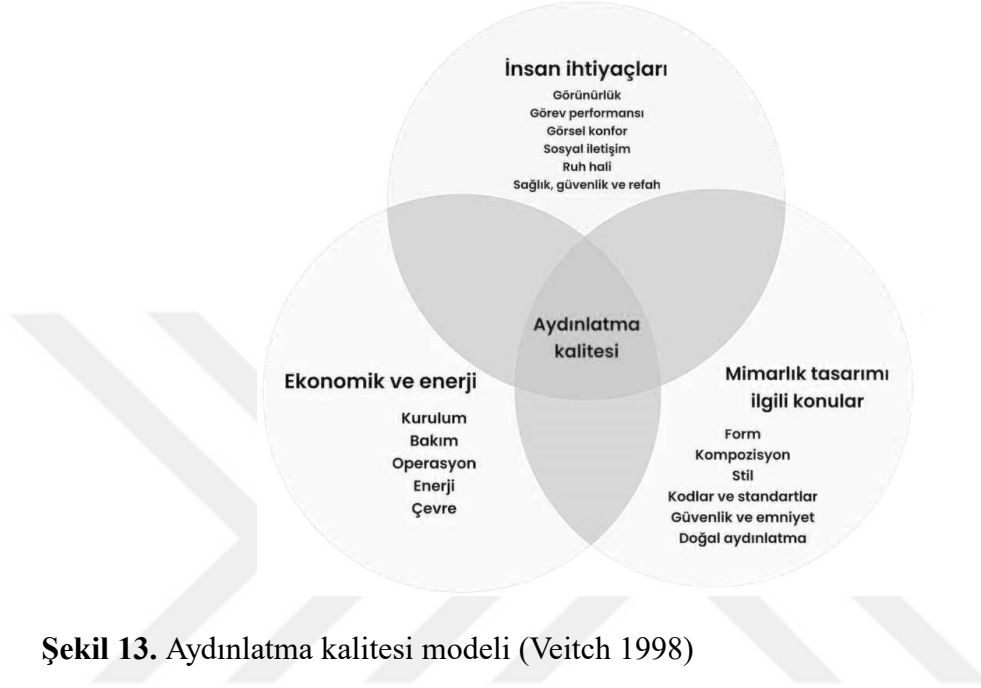 İnsan ihtiyaçları
Görünürlük
Görev performansı
Görsel konfor
Sosyal iletişim
Ruh hali
Sağlık, güvenlik ve refah
Aydınlatma
kalitesi
Ekonomik ve enerji
Kurulum
Bakım
Operasyon
Enerji
Çevre
Mimarlık tasarımı
ilgili konular
Form
Kompozisyon
Stil
Kodlar ve standartlar
Güvenlik ve emniyet
Doğal aydınlatma
Şekil 13. Aydınlatma kalitesi modeli (Veitch 1998)